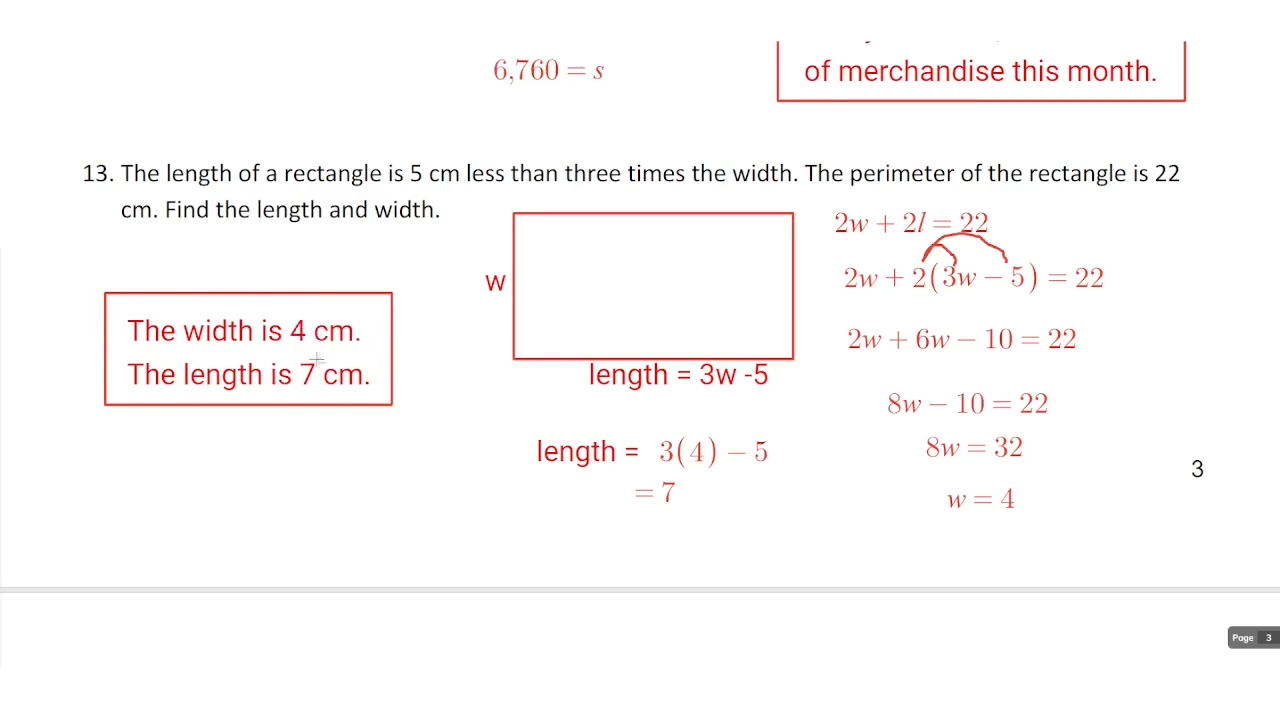 6,760 = s
of merchandise this month.
13. The length of a rectangle is 5 cm less than three times the width. The perimeter of the rectangle is 22
cm. Find the length and width.
2w + 2l = 22
w
2w + 2(3w − 5) = 22
The width is 4 cm.
The length is 7 cm.
2w + 6w − 10 = 22
length = 3w -5
8w − 10 = 22
length = 3(4) − 5
8w = 32
= 7
w = 4
3
Page 3